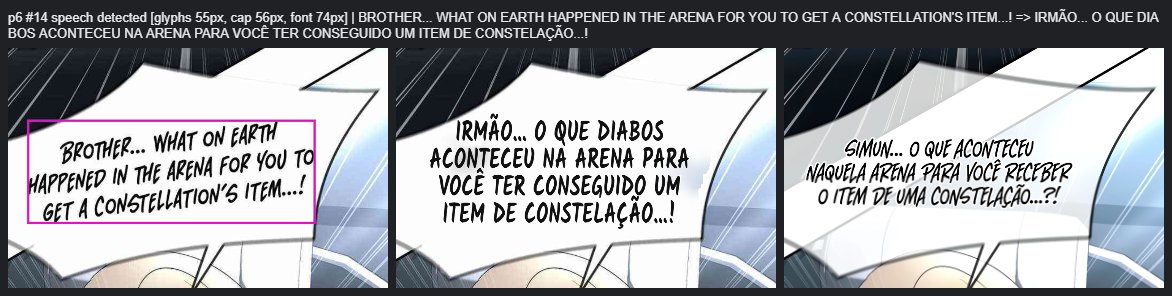 p6 #14 speech detected [glyphs 55px, cap 56px, font 74px] | BROTHER... WHAT ON EARTH HAPPENED IN THE ARENA FOR YOU TO GET A CONSTELLATION'S ITEM...! => IRMÃO... O QUE DIA
BOS ACONTECEU NA ARENA PARA VOCÊ TER CONSEGUIDO UM ITEM DE CONSTELAÇÃO...!
BROTHER... WHAT ON EARTH
HAPPENED IN THE ARENA FOR YOU TO
GET A CONSTELLATION'S ITEM...!
IRMÃO... O QUE DIABOS
ACONTECEU NA ARENA PARA
VOCÊ TER CONSEGUIDO UM
ITEM DE CONSTELAÇÃO...!
SIMUN... O QUE ACONTECEU
NAQUELA ARENA PARA VOCÊ RECEBER
O ITEM DE UMA CONSTELAÇÃO...?!